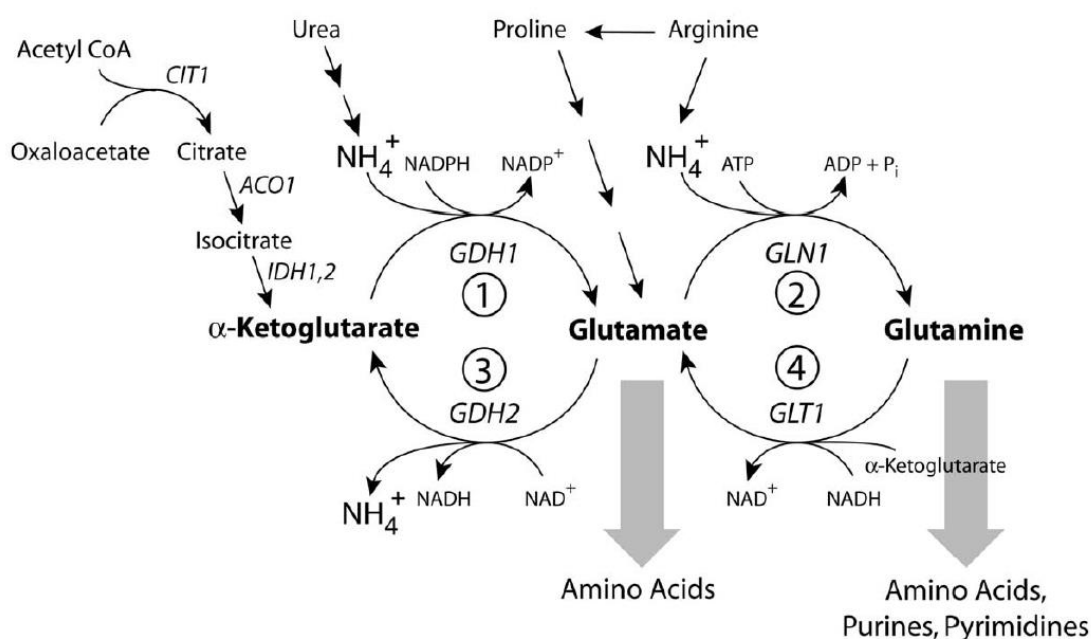 Urea
Proline
Arginine
Acetyl CoA
CIT1
Oxaloacetate
Citrate
NH4+
NADPH
NADP+
NH4+
ATP
ADP + Pi
ACO1
Isocitrate
IDH1,2
GDH1
GLN1
1
2
α-Ketoglutarate
Glutamate
Glutamine
3
4
GDH2
GLT1
α-Ketoglutarate
NH4+
NADH
NAD+
NAD+
NADH
Amino Acids
Amino Acids,
Purines, Pyrimidines